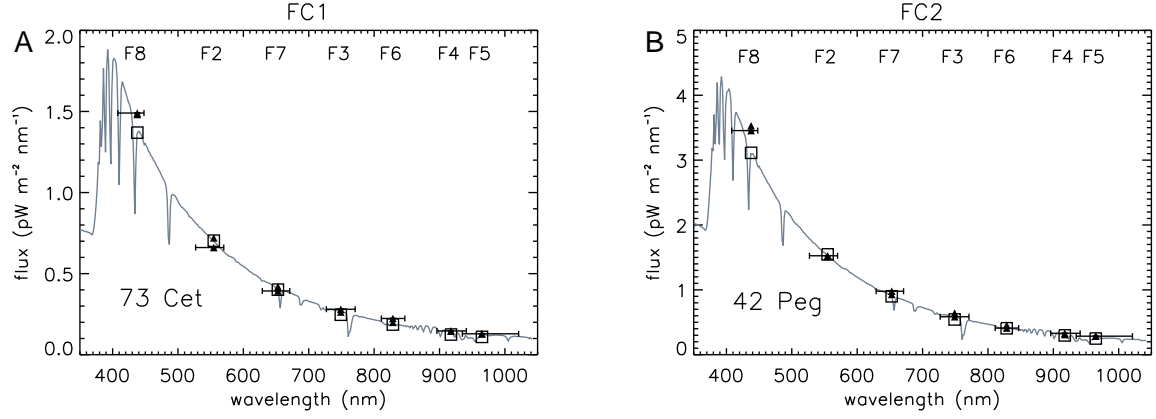 FC1
A
F8 F2 F7 F3 F6 F4 F5
2.0
1.5
1.0
0.5
0.0
flux (pW m⁻² nm⁻¹)
73 Cet
400 500 600 700 800 900 1000
wavelength (nm)
FC2
B
F8 F2 F7 F3 F6 F4 F5
5
4
3
2
1
0
flux (pW m⁻² nm⁻¹)
42 Peg
400 500 600 700 800 900 1000
wavelength (nm)